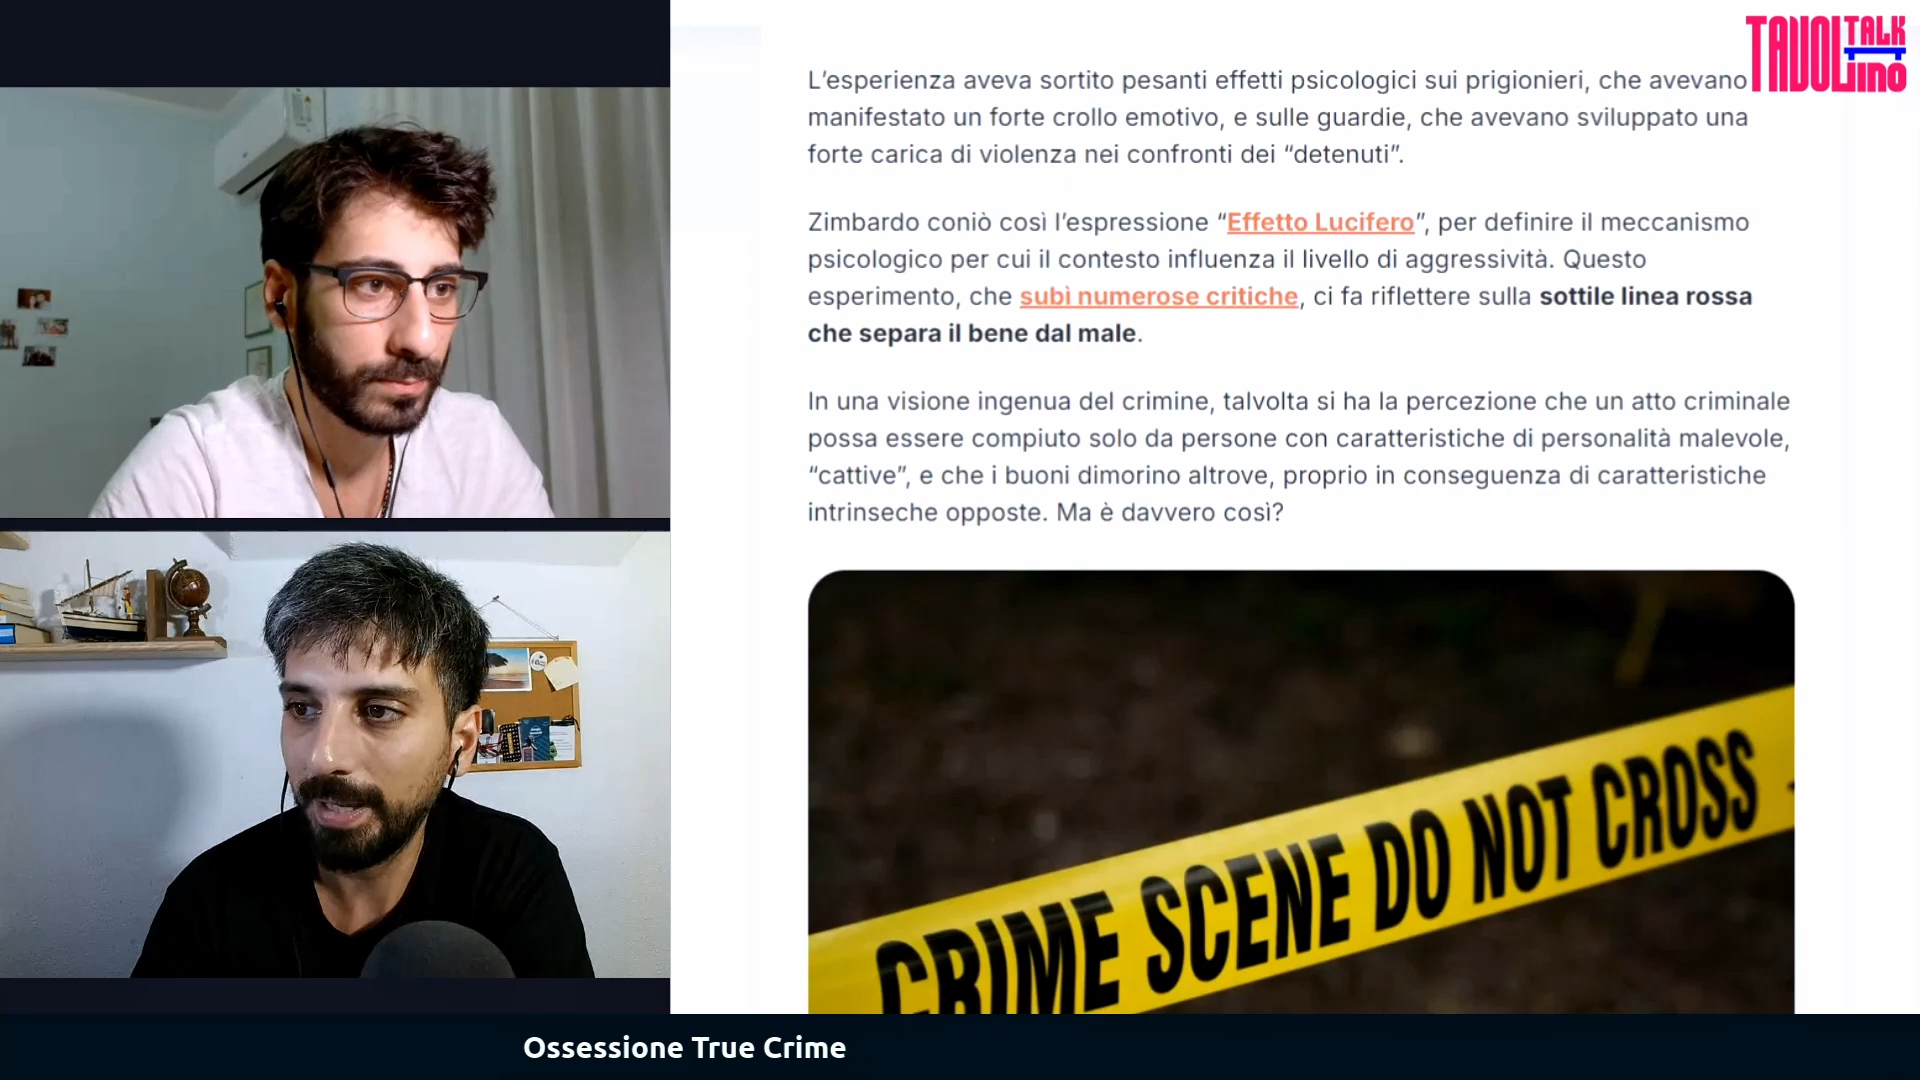 TAVOL TALK
iino
L’esperienza aveva sortito pesanti effetti psicologici sui prigionieri, che avevano
manifestato un forte crollo emotivo, e sulle guardie, che avevano sviluppato una
forte carica di violenza nei confronti dei “detenuti”.
Zimbardo coniò così l’espressione “Effetto Lucifero”, per definire il meccanismo
psicologico per cui il contesto influenza il livello di aggressività. Questo
esperimento, che subì numerose critiche, ci fa riflettere sulla sottile linea rossa
che separa il bene dal male.
In una visione ingenua del crimine, talvolta si ha la percezione che un atto criminale
possa essere compiuto solo da persone con caratteristiche di personalità malevole,
“cattive”, e che i buoni dimorino altrove, proprio in conseguenza di caratteristiche
intrinseche opposte. Ma è davvero così?
CRIME SCENE DO NOT CROSS
Ossessione True Crime